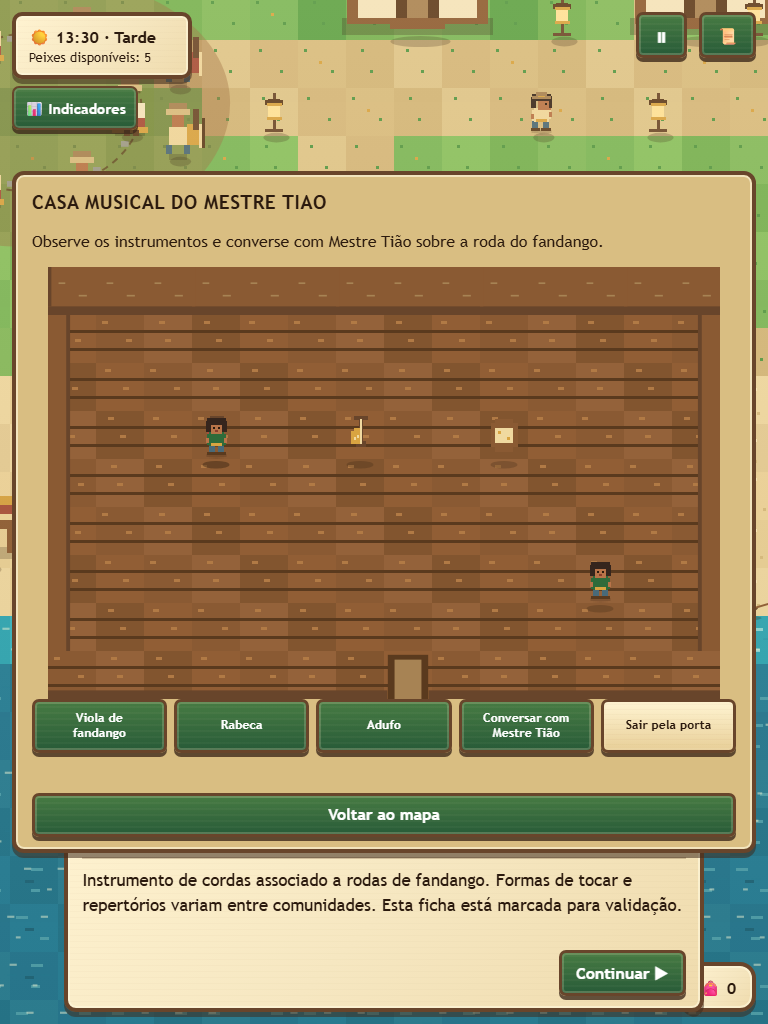 13:30 · Tarde
Peixes disponíveis: 5
Indicadores
CASA MUSICAL DO MESTRE TIAO
Observe os instrumentos e converse com Mestre Tião sobre a roda do fandango.
Viola de
fandango
Rabeca
Adufo
Conversar com
Mestre Tião
Sair pela porta
Voltar ao mapa
Instrumento de cordas associado a rodas de fandango. Formas de tocar e
repertórios variam entre comunidades. Esta ficha está marcada para validação.
Continuar ▶
0